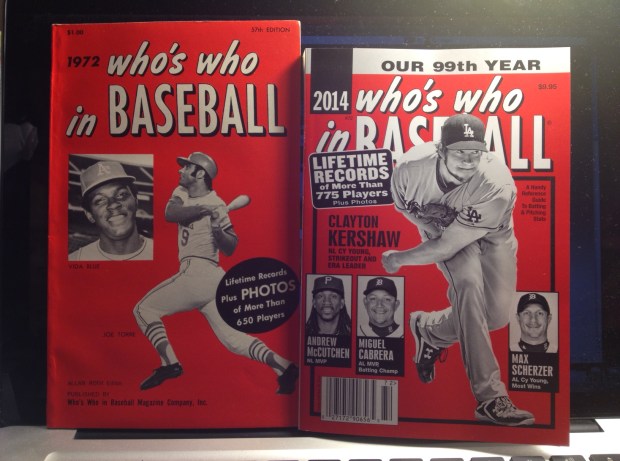 $1.00
57th EDITION
1972 who's who
in BASEBALL
VIDA BLUE
9
JOE TORRE
Lifetime Records
Plus PHOTOS
of More Than
650 Players
PUBLISHED BY
Who's Who in Baseball Magazine Company, Inc.
OUR 99th YEAR
$9.95
2014 who's who
in BASEBALL
LIFETIME
RECORDS
of More Than
775 Players
Plus Photos
A Handy
Reference
Guide
To Batting
& Pitching
Stats
CLAYTON
KERSHAW
NL CY YOUNG,
STRIKEOUT AND
ERA LEADER
LA
LA
P
D
D
ANDREW
McCUTCHEN
NL MVP
MIGUEL
CABRERA
AL MVP,
Batting Champ
MAX
SCHERZER
AL Cy Young,
Most Wins